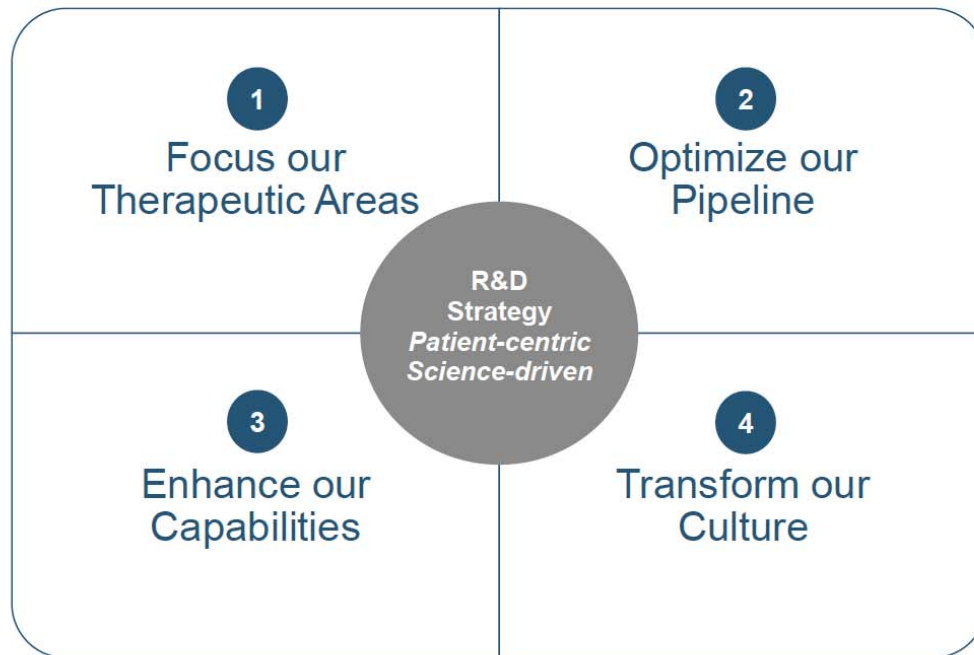 1
Focus our
Therapeutic Areas
2
Optimize our
Pipeline
R&D
Strategy
Patient-centric
Science-driven
3
Enhance our
Capabilities
4
Transform our
Culture